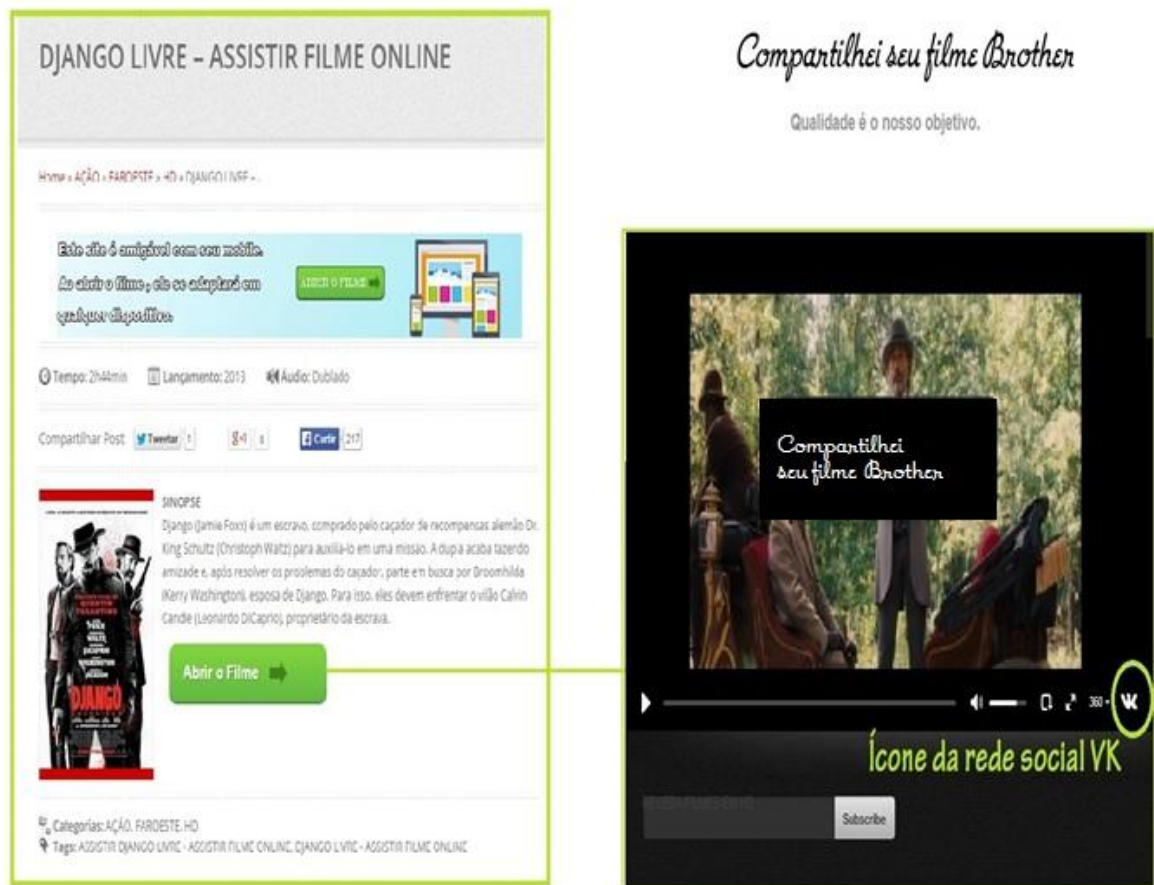 DJANGO LIVRE – ASSISTIR FILME ONLINE
Home » AÇÃO » FAROESTE » HD » DJANGO LIVRE –
Este site é amigável com seu mobile.
Ao abrir o filme, ele se adaptará em
qualquer dispositivo.
ABRIR O FILME
Tempo: 2h44min Lançamento: 2013 Áudio: Dublado
Compartilhar Post Tweetar 1 g+1 0 Curtir 217
SINOPSE
Django (Jamie Foxx) é um escravo, comprado pelo caçador de recompensas alemão Dr.
King Schultz (Christoph Waltz) para auxiliá-lo em uma missão. A dupla acaba fazendo
amizade e, após resolver os problemas do caçador, parte em busca por Broomhilda
(Kerry Washington), esposa de Django. Para isso, eles devem enfrentar o vilão Calvin
Candie (Leonardo DiCaprio), proprietário da escrava.
QUENTIN
TARANTINO
DJANGO
Abrir o Filme
Categorias: AÇÃO, FAROESTE, HD
Tags: ASSISTIR DJANGO LIVRE - ASSISTIR FILME ONLINE, DJANGO LIVRE - ASSISTIR FILME ONLINE
Compartilhei seu filme Brother
Qualidade é o nosso objetivo.
Compartilhei
seu filme Brother
360
Ícone da rede social VK
Subscribe